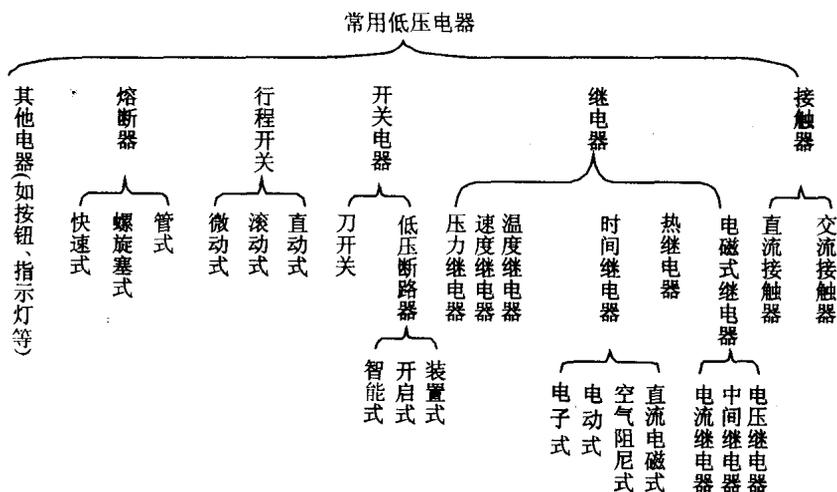 常用低压电器
其他电器(如按钮、指示灯等)
熔断器
行程开关
开关电器
继电器
接触器
快速式
螺旋塞式
管式
微动式
滚动式
直动式
刀开关
低压断路器
压力继电器
速度继电器
温度继电器
时间继电器
热继电器
电磁式继电器
直流接触器
交流接触器
智能式
开启式
装置式
电子式
电动式
空气阻尼式
直流电磁式
电流继电器
中间继电器
电压继电器